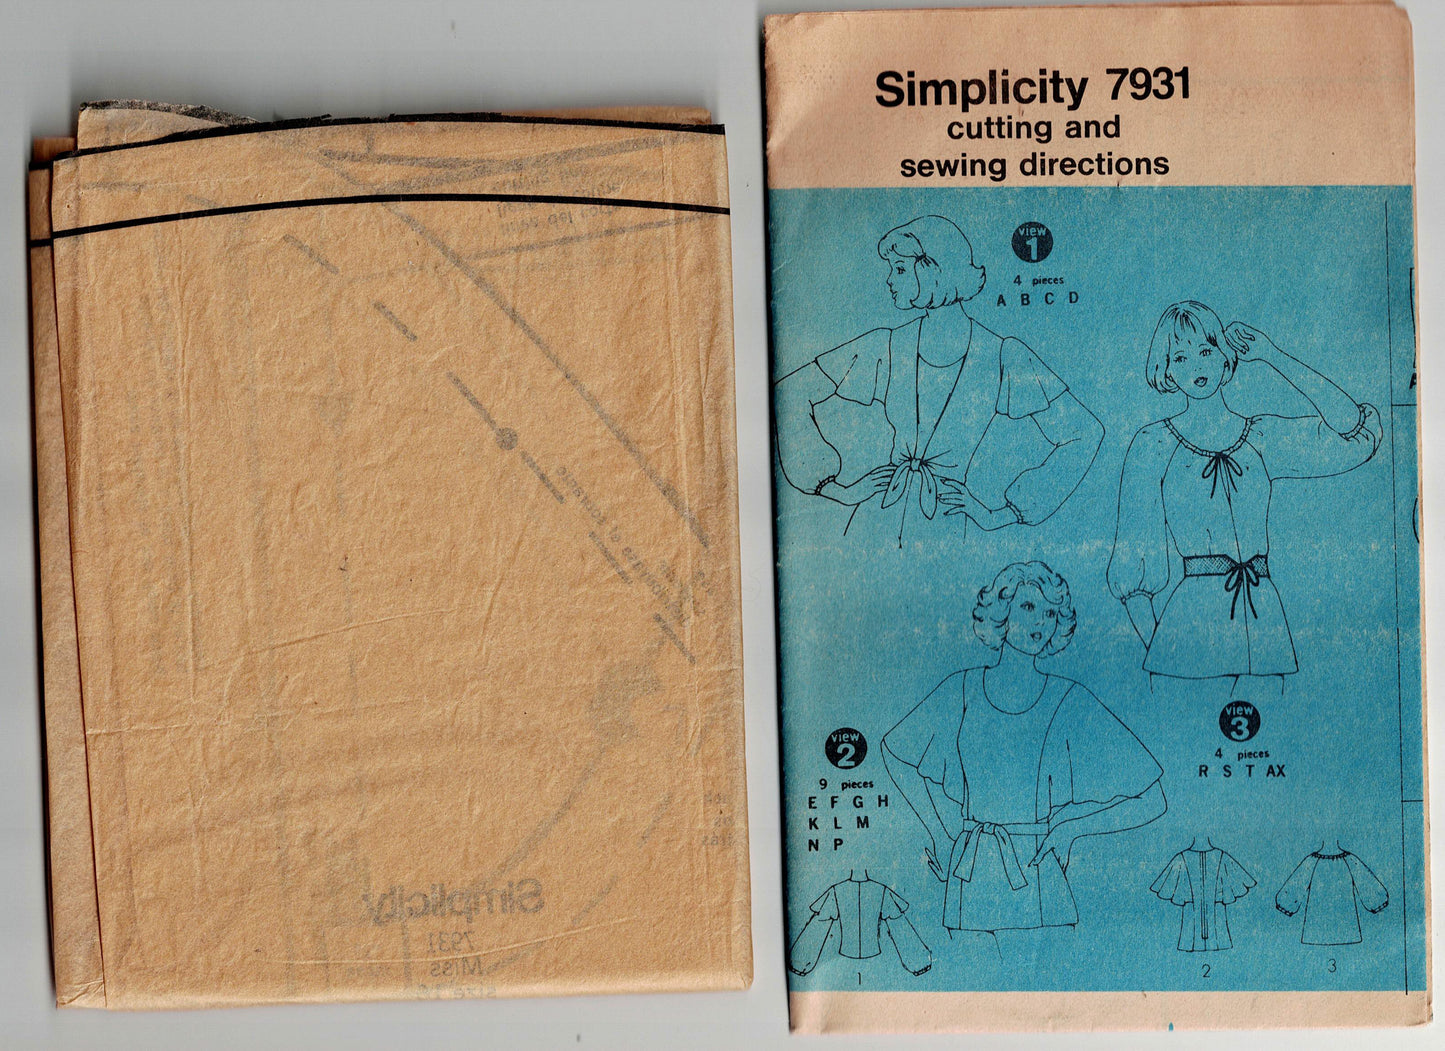 Simplicity
7931
Miss
Simplicity 7931
cutting and
sewing directions
view
1
4 pieces
A B C D
view
2
9 pieces
E F G H
K L M
N P
view
3
4 pieces
R S T AX
1
2
3